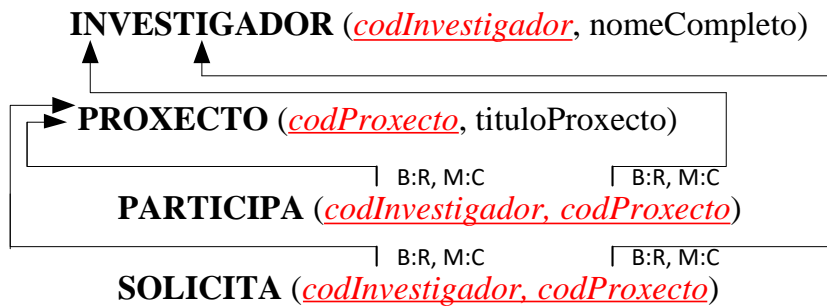 INVESTIGADOR (codInvestigador, nomeCompleto)
PROXECTO (codProxecto, tituloProxecto)
B:R, M:C B:R, M:C
PARTICIPA (codInvestigador, codProxecto)
B:R, M:C B:R, M:C
SOLICITA (codInvestigador, codProxecto)